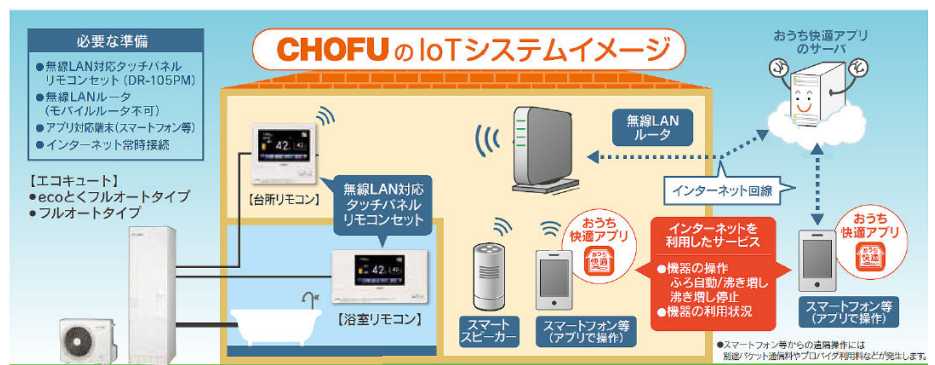 CHOFUのIoTシステムイメージ
必要な準備
●無線LAN対応タッチパネル
リモコンセット(DR-105PM)
●無線LANルータ
(モバイルルータ不可)
●アプリ対応端末(スマートフォン等)
●インターネット常時接続
【エコキュート】
●ecoとくフルオートタイプ
●フルオートタイプ
42
【台所リモコン】
無線LAN対応
タッチパネル
リモコンセット
42
【浴室リモコン】
無線LAN
ルータ
スマート
スピーカー
おうち
快適アプリ
おうち
快適
スマートフォン等
(アプリで操作)
インターネットを
利用したサービス
●機器の操作
ふろ自動/沸き増し
沸き増し停止
●機器の利用状況
おうち快適アプリ
のサーバ
インターネット回線
おうち
快適アプリ
おうち
快適
スマートフォン等
(アプリで操作)
●スマートフォン等からの遠隔操作には
別途パケット通信料やプロバイダ利用料などが発生します。